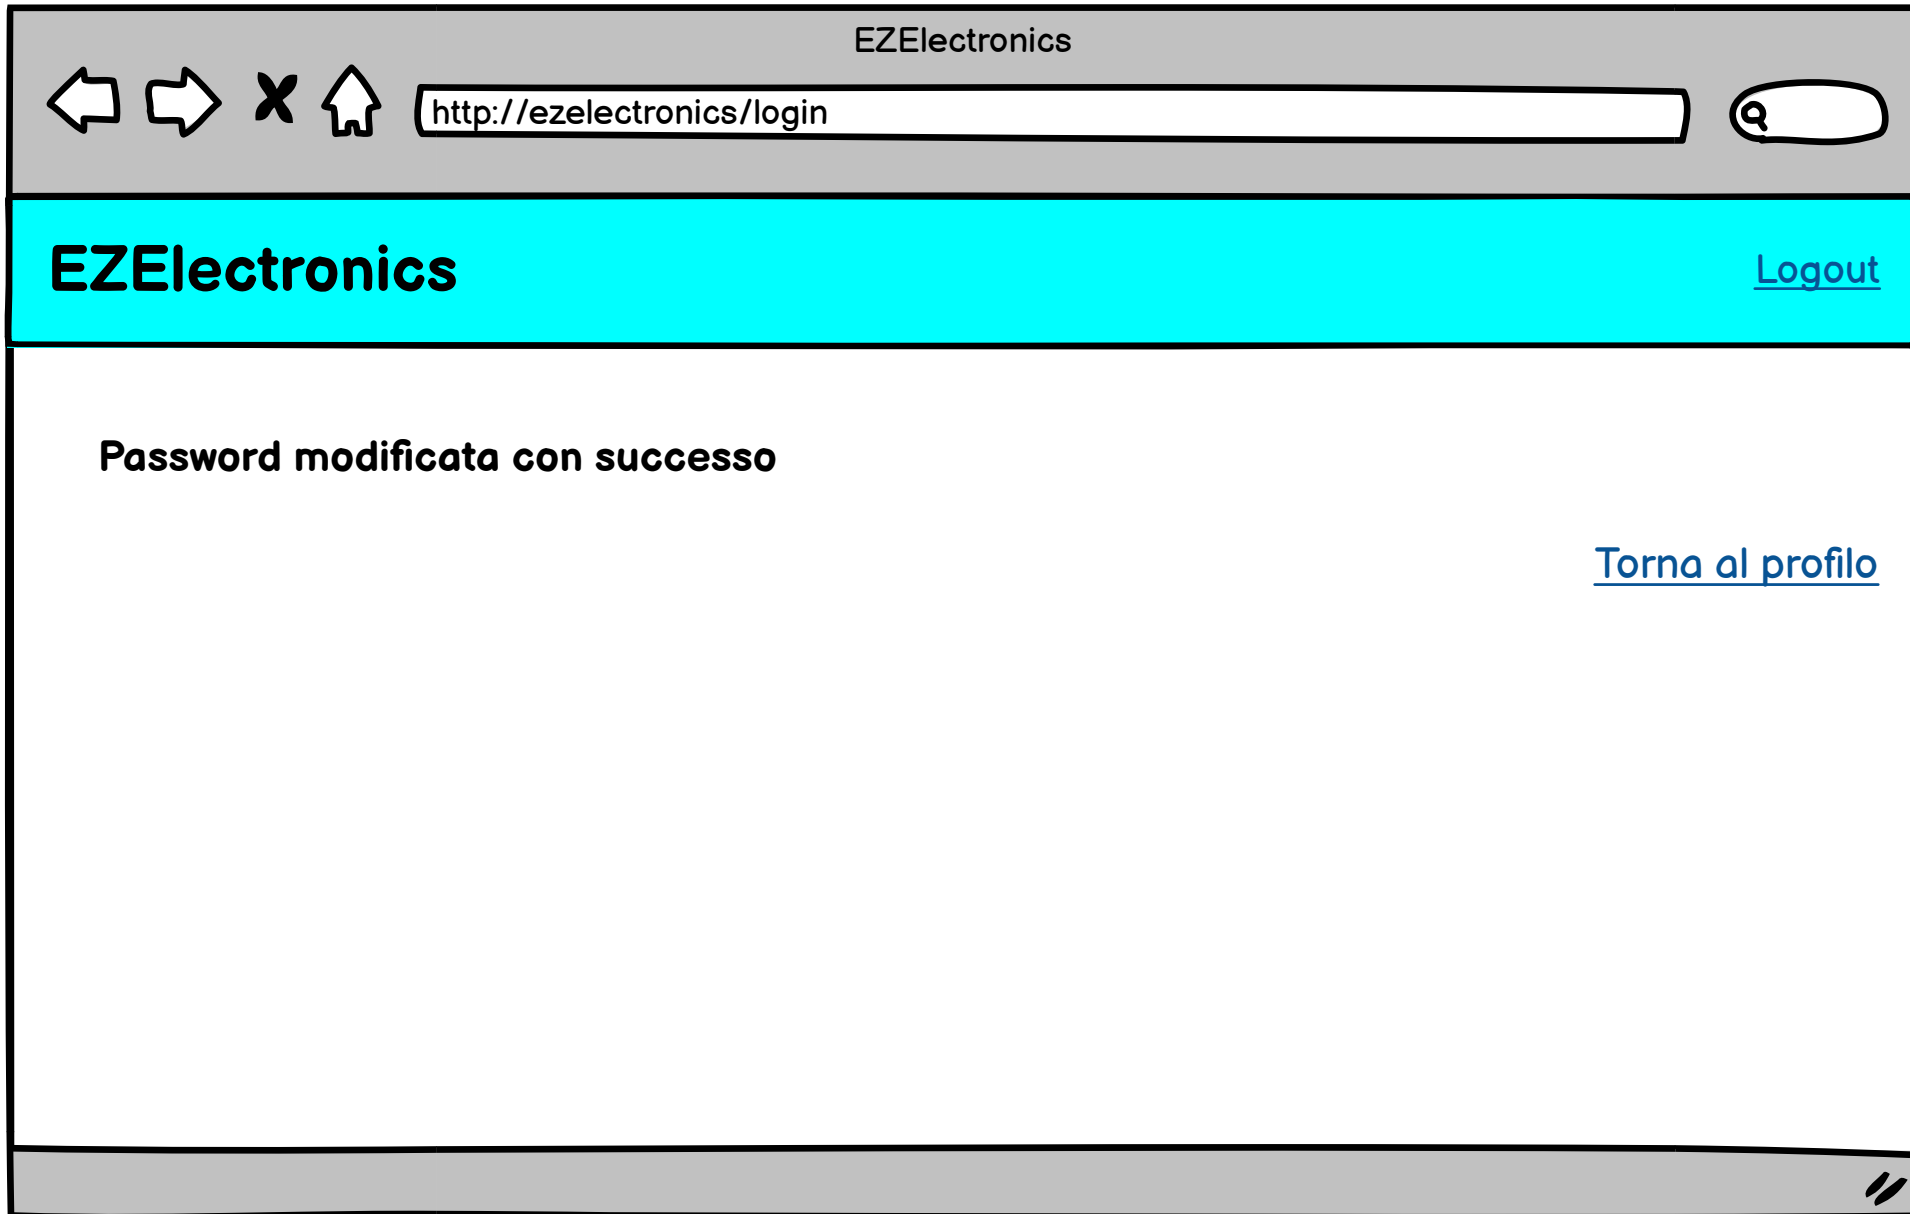 EZElectronics
http://ezelectronics/login
EZElectronics
Logout
Password modificata con successo
Torna al profilo